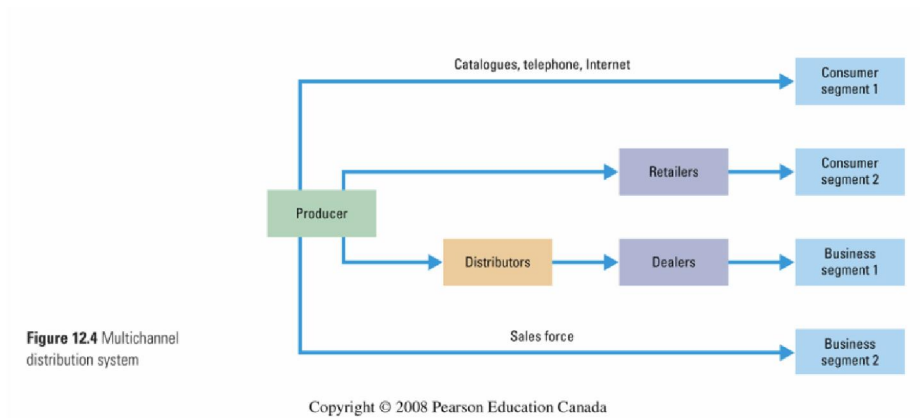 Catalogues, telephone, Internet
Consumer
segment 1
Retailers
Consumer
segment 2
Producer
Distributors
Dealers
Business
segment 1
Sales force
Business
segment 2
Figure 12.4 Multichannel
distribution system
Copyright © 2008 Pearson Education Canada